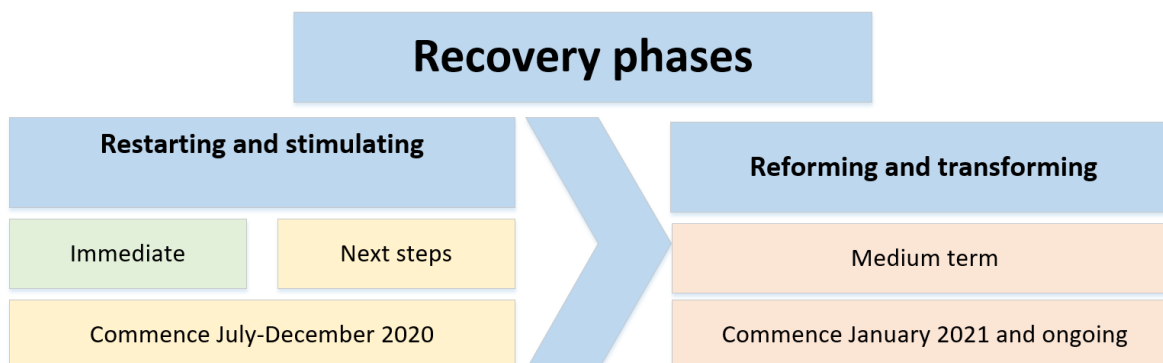 Recovery phases
Restarting and stimulating
Immediate
Next steps
Commence July-December 2020
Reforming and transforming
Medium term
Commence January 2021 and ongoing